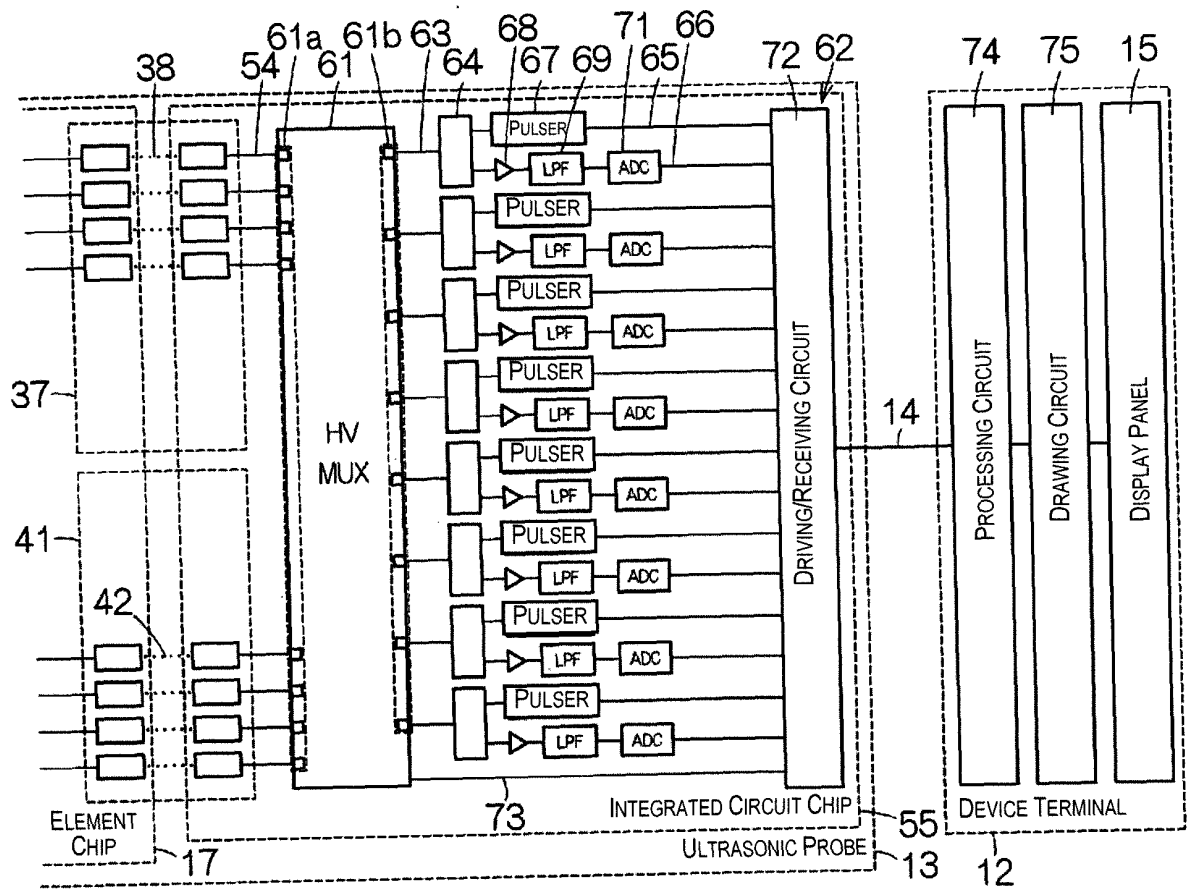 61a 61b 68 71
38 54 61 63 64 67 69 65 66 72 62 74 75 15
PULSER
LPF ADC
PULSER
LPF ADC
PULSER
LPF ADC
PULSER
37
LPF ADC
HV
MUX
PULSER
LPF ADC
PULSER
41
LPF ADC
42
PULSER
LPF ADC
PULSER
LPF ADC
DRIVING/RECEIVING CIRCUIT
14
PROCESSING CIRCUIT
DRAWING CIRCUIT
DISPLAY PANEL
73
INTEGRATED CIRCUIT CHIP
55
DEVICE TERMINAL
ELEMENT
CHIP
17
ULTRASONIC PROBE
13
12